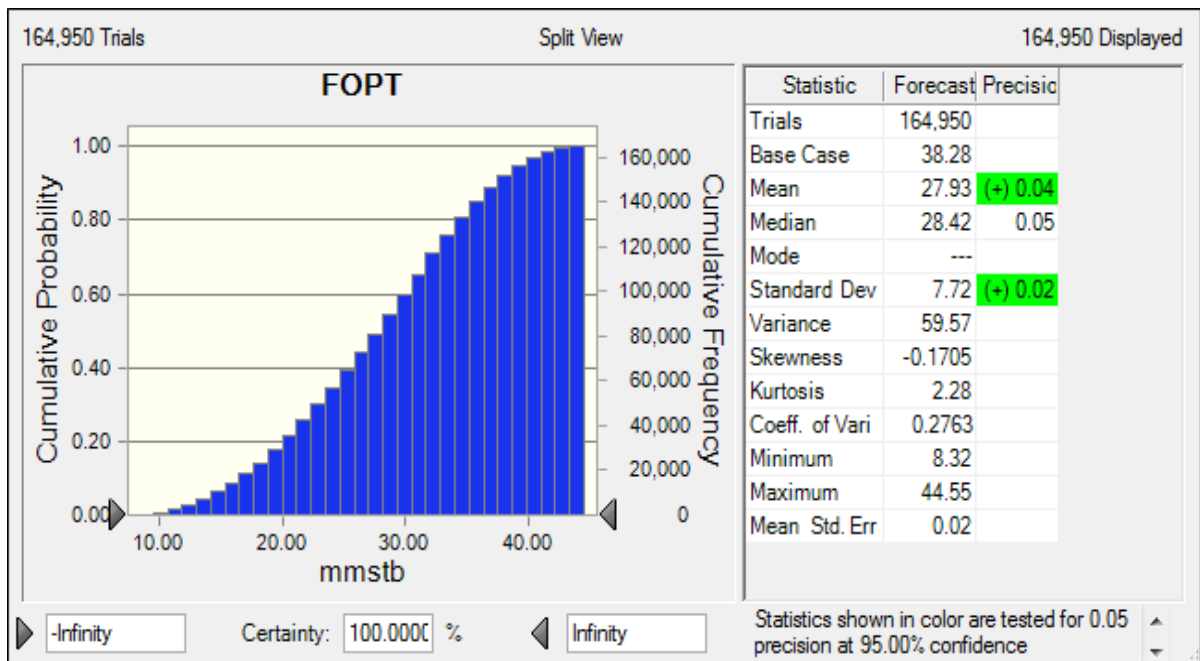 164,950 Trials
Split View
164,950 Displayed
FOPT
Cumulative Probability
1.00
0.80
0.60
0.40
0.20
0.00
160,000
140,000
120,000
100,000
80,000
60,000
40,000
20,000
0
Cumulative Frequency
10.00 20.00 30.00 40.00
mmstb
Statistic Forecast Precisic
Trials 164,950
Base Case 38.28
Mean 27.93 (+) 0.04
Median 28.42 0.05
Mode ---
Standard Dev 7.72 (+) 0.02
Variance 59.57
Skewness -0.1705
Kurtosis 2.28
Coeff. of Vari 0.2763
Minimum 8.32
Maximum 44.55
Mean Std. Err 0.02
-Infinity Certainty: 100.000( % Infinity
Statistics shown in color are tested for 0.05
precision at 95.00% confidence